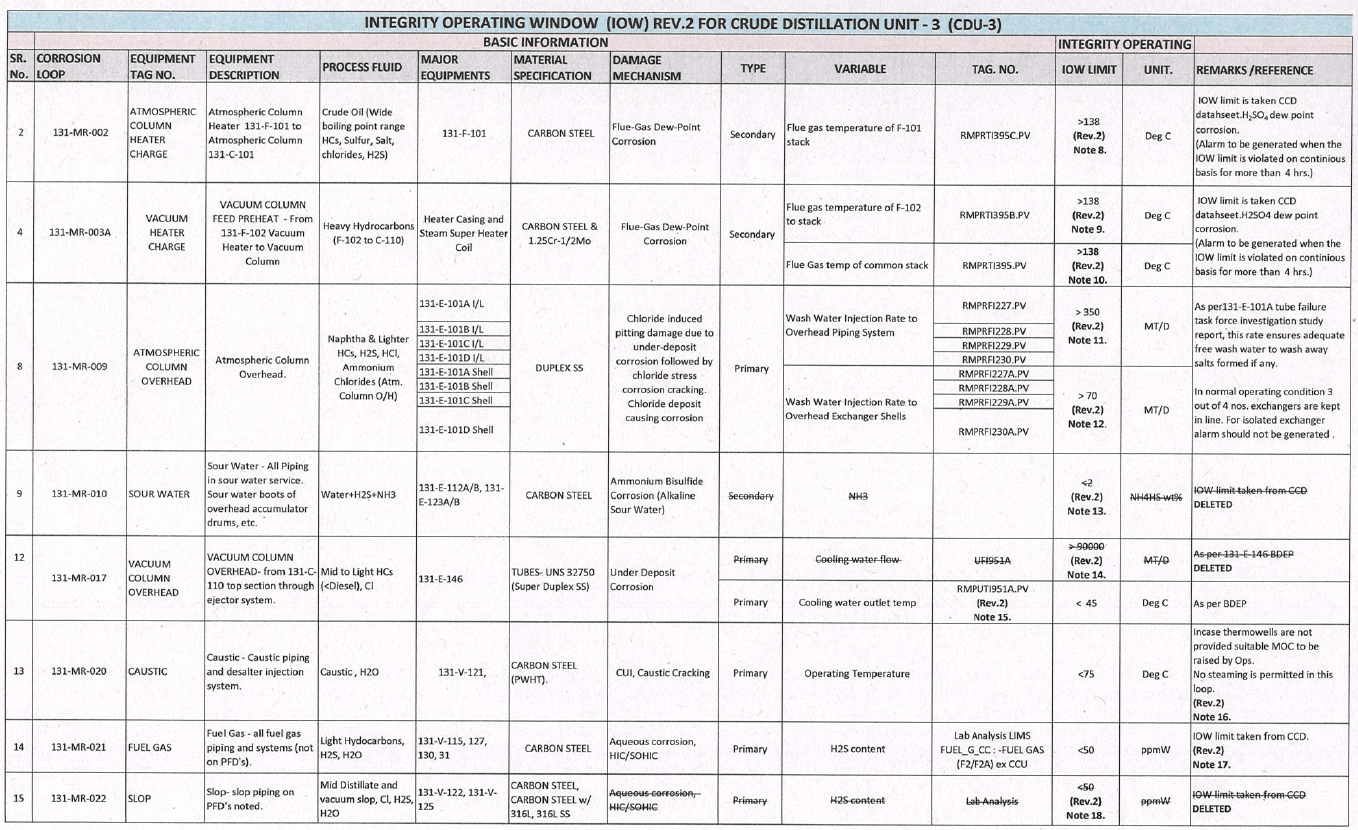 INTEGRITY OPERATING WINDOW (IOW) REV.2 FOR CRUDE DISTILLATION UNIT - 3 (CDU-3)
BASIC INFORMATION
INTEGRITY OPERATING
SR. No.
CORROSION LOOP
EQUIPMENT TAG NO.
EQUIPMENT DESCRIPTION
PROCESS FLUID
MAJOR EQUIPMENTS
MATERIAL SPECIFICATION
DAMAGE MECHANISM
TYPE
VARIABLE
TAG. NO.
IOW LIMIT
UNIT.
REMARKS /REFERENCE
2
131-MR-002
ATMOSPHERIC
COLUMN
HEATER
CHARGE
Atmospheric Column
Heater 131-F-101 to
Atmospheric Column
131-C-101
Crude Oil (Wide
boiling point range
HCs, Sulfur, Salt,
chlorides, H2S)
131-F-101
CARBON STEEL
Flue-Gas Dew-Point
Corrosion
Secondary
Flue gas temperature of F-101
stack
RMPRTI395C.PV
>138
(Rev.2)
Note 8.
Deg C
IOW limit is taken CCD
datahseet.H₂SO₄ dew point
corrosion.
(Alarm to be generated when the
IOW limit is violated on continious
basis for more than 4 hrs.)
4
131-MR-003A
VACUUM
HEATER
CHARGE
VACUUM COLUMN
FEED PREHEAT - From
131-F-102 Vacuum
Heater to Vacuum
Column
Heavy Hydrocarbons
(F-102 to C-110)
Heater Casing and
Steam Super Heater
Coil
CARBON STEEL &
1.25Cr-1/2Mo
Flue-Gas Dew-Point
Corrosion
Secondary
Flue gas temperature of F-102
to stack
RMPRTI395B.PV
>138
(Rev.2)
Note 9.
Deg C
Flue Gas temp of common stack
RMPRTI395.PV
>138
(Rev.2)
Note 10.
Deg C
IOW limit is taken CCD
datahseet.H2SO4 dew point
corrosion.
(Alarm to be generated when the
IOW limit is violated on continious
basis for more than 4 hrs.)
8
131-MR-009
ATMOSPHERIC
COLUMN
OVERHEAD
Atmospheric Column
Overhead.
Naphtha & Lighter
HCs, H2S, HCl,
Ammonium
Chlorides (Atm.
Column O/H)
131-E-101A I/L
131-E-101B I/L
131-E-101C I/L
131-E-101D I/L
131-E-101A Shell
131-E-101B Shell
131-E-101C Shell
131-E-101D Shell
DUPLEX SS
Chloride induced
pitting damage due to
under-deposit
corrosion followed by
chloride stress
corrosion cracking.
Chloride deposit
causing corrosion
Primary
Wash Water Injection Rate to
Overhead Piping System
RMPRFI227.PV
RMPRFI228.PV
RMPRFI229.PV
RMPRFI230.PV
> 350
(Rev.2)
Note 11.
MT/D
Wash Water Injection Rate to
Overhead Exchanger Shells
RMPRFI227A.PV
RMPRFI228A.PV
RMPRFI229A.PV
RMPRFI230A.PV
> 70
(Rev.2)
Note 12.
MT/D
As per131-E-101A tube failure
task force investigation study
report, this rate ensures adequate
free wash water to wash away
salts formed if any.
In normal operating condition 3
out of 4 nos. exchangers are kept
in line. For isolated exchanger
alarm should not be generated .
9
131-MR-010
SOUR WATER
Sour Water - All Piping
in sour water service.
Sour water boots of
overhead accumulator
drums, etc.
Water+H2S+NH3
131-E-112A/B, 131-
E-123A/B
CARBON STEEL
Ammonium Bisulfide
Corrosion (Alkaline
Sour Water)
Secondary
NH3
<2
(Rev.2)
Note 13.
NH4HS wt%
IOW limit taken from CCD
DELETED
12
131-MR-017
VACUUM
COLUMN
OVERHEAD
VACUUM COLUMN
OVERHEAD- from 131-C-
110 top section through
ejector system.
Mid to Light HCs
(<Diesel), Cl
131-E-146
TUBES- UNS 32750
(Super Duplex SS)
Under Deposit
Corrosion
Primary
Cooling water flow
UFI951A
> 90000
(Rev.2)
Note 14.
MT/D
As per 131-E-146 BDEP
DELETED
Primary
Cooling water outlet temp
RMPUTI951A.PV
(Rev.2)
Note 15.
< 45
Deg C
As per BDEP
13
131-MR-020
CAUSTIC
Caustic - Caustic piping
and desalter injection
system.
Caustic , H2O
131-V-121,
CARBON STEEL
(PWHT).
CUI, Caustic Cracking
Primary
Operating Temperature
<75
Deg C
Incase thermowells are not
provided suitable MOC to be
raised by Ops.
No steaming is permitted in this
loop.
(Rev.2)
Note 16.
14
131-MR-021
FUEL GAS
Fuel Gas - all fuel gas
piping and systems (not
on PFD's).
Light Hydocarbons,
H2S, H2O
131-V-115, 127,
130, 31
CARBON STEEL
Aqueous corrosion,
HIC/SOHIC
Primary
H2S content
Lab Analysis LIMS
FUEL_G_CC : -FUEL GAS
(F2/F2A) ex CCU
<50
ppmW
IOW limit taken from CCD.
(Rev.2)
Note 17.
15
131-MR-022
SLOP
Slop- slop piping on
PFD's noted.
Mid Distillate and
vacuum slop, Cl, H2S,
H2O
131-V-122, 131-V-
125
CARBON STEEL,
CARBON STEEL w/
316L, 316L SS
Aqueous corrosion,
HIC/SOHIC
Primary
H2S content
Lab Analysis
<50
(Rev.2)
Note 18.
ppmW
IOW limit taken from CCD
DELETED